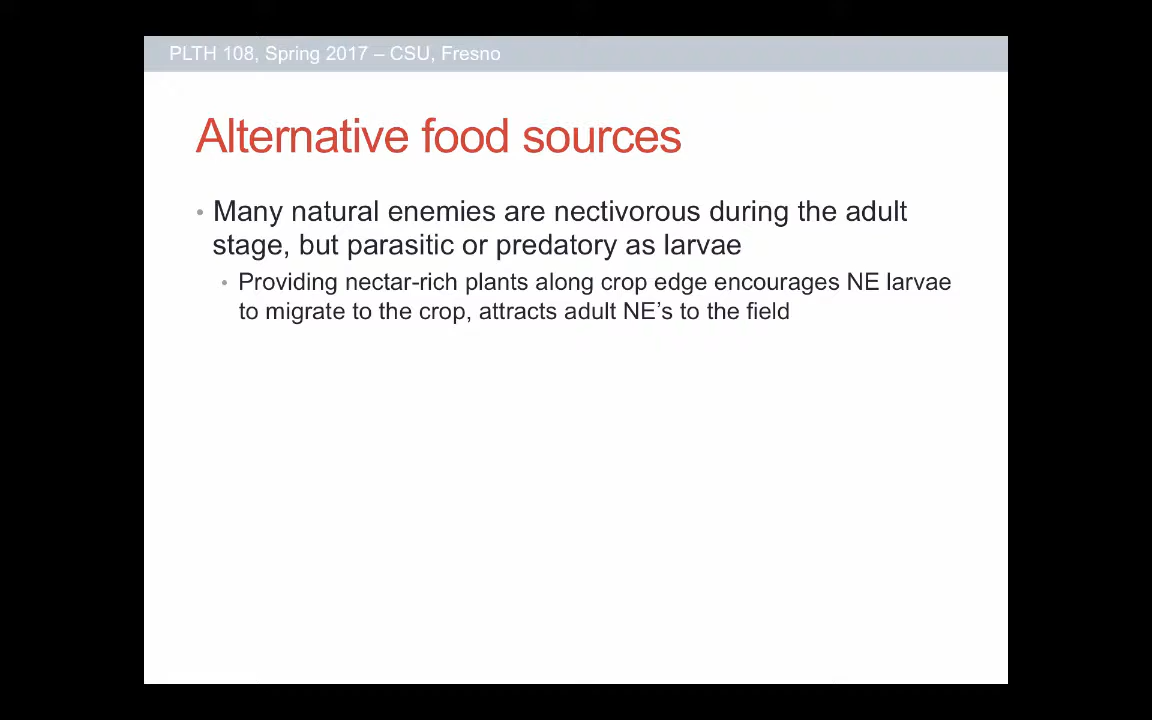 PLTH 108, Spring 2017 – CSU, Fresno
Alternative food sources
• Many natural enemies are nectivorous during the adult
stage, but parasitic or predatory as larvae
• Providing nectar-rich plants along crop edge encourages NE larvae
to migrate to the crop, attracts adult NE’s to the field